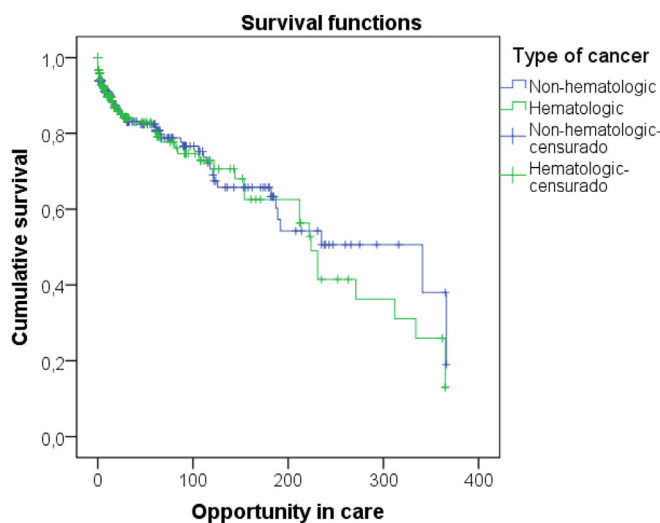 Survival functions
Type of cancer
Non-hematologic
Hematologic
Non-hematologic-
censurado
Hematologic-
censurado
Cumulative survival
1,0
0,8
0,6
0,4
0,2
0,0
0
100
200
300
400
Opportunity in care